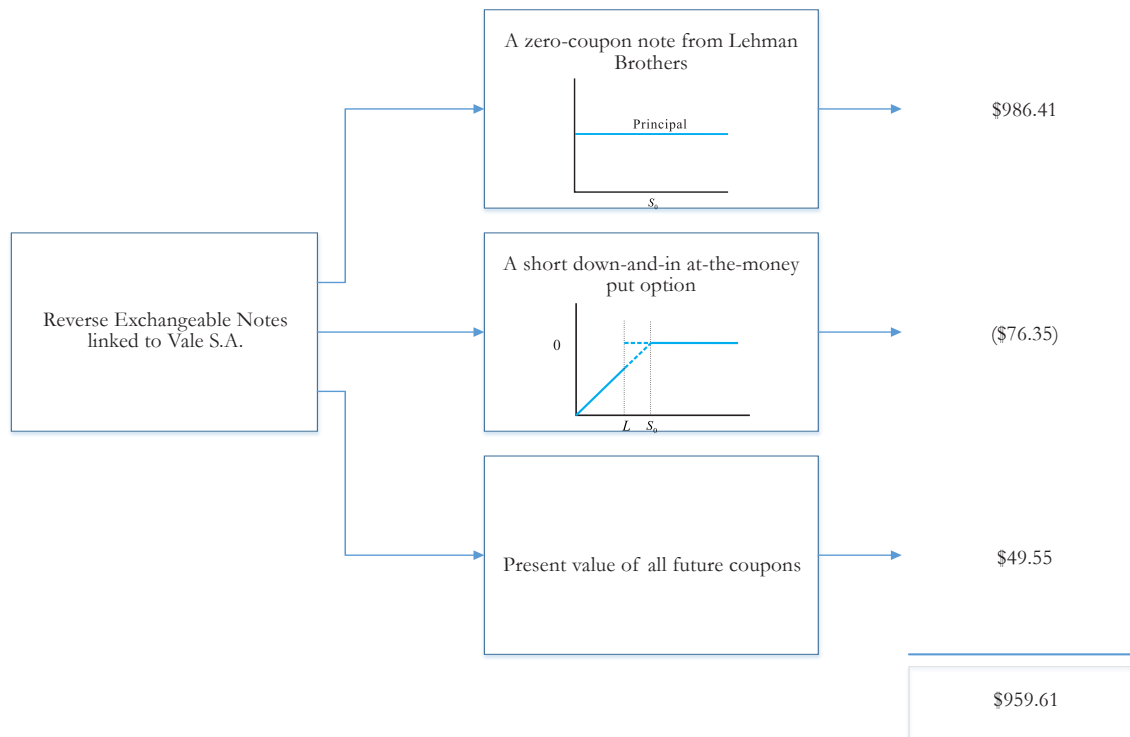 A zero-coupon note from Lehman
Brothers
Principal
S₀
$986.41
Reverse Exchangeable Notes
linked to Vale S.A.
A short down-and-in at-the-money
put option
0
L S₀
($76.35)
Present value of all future coupons
$49.55
$959.61